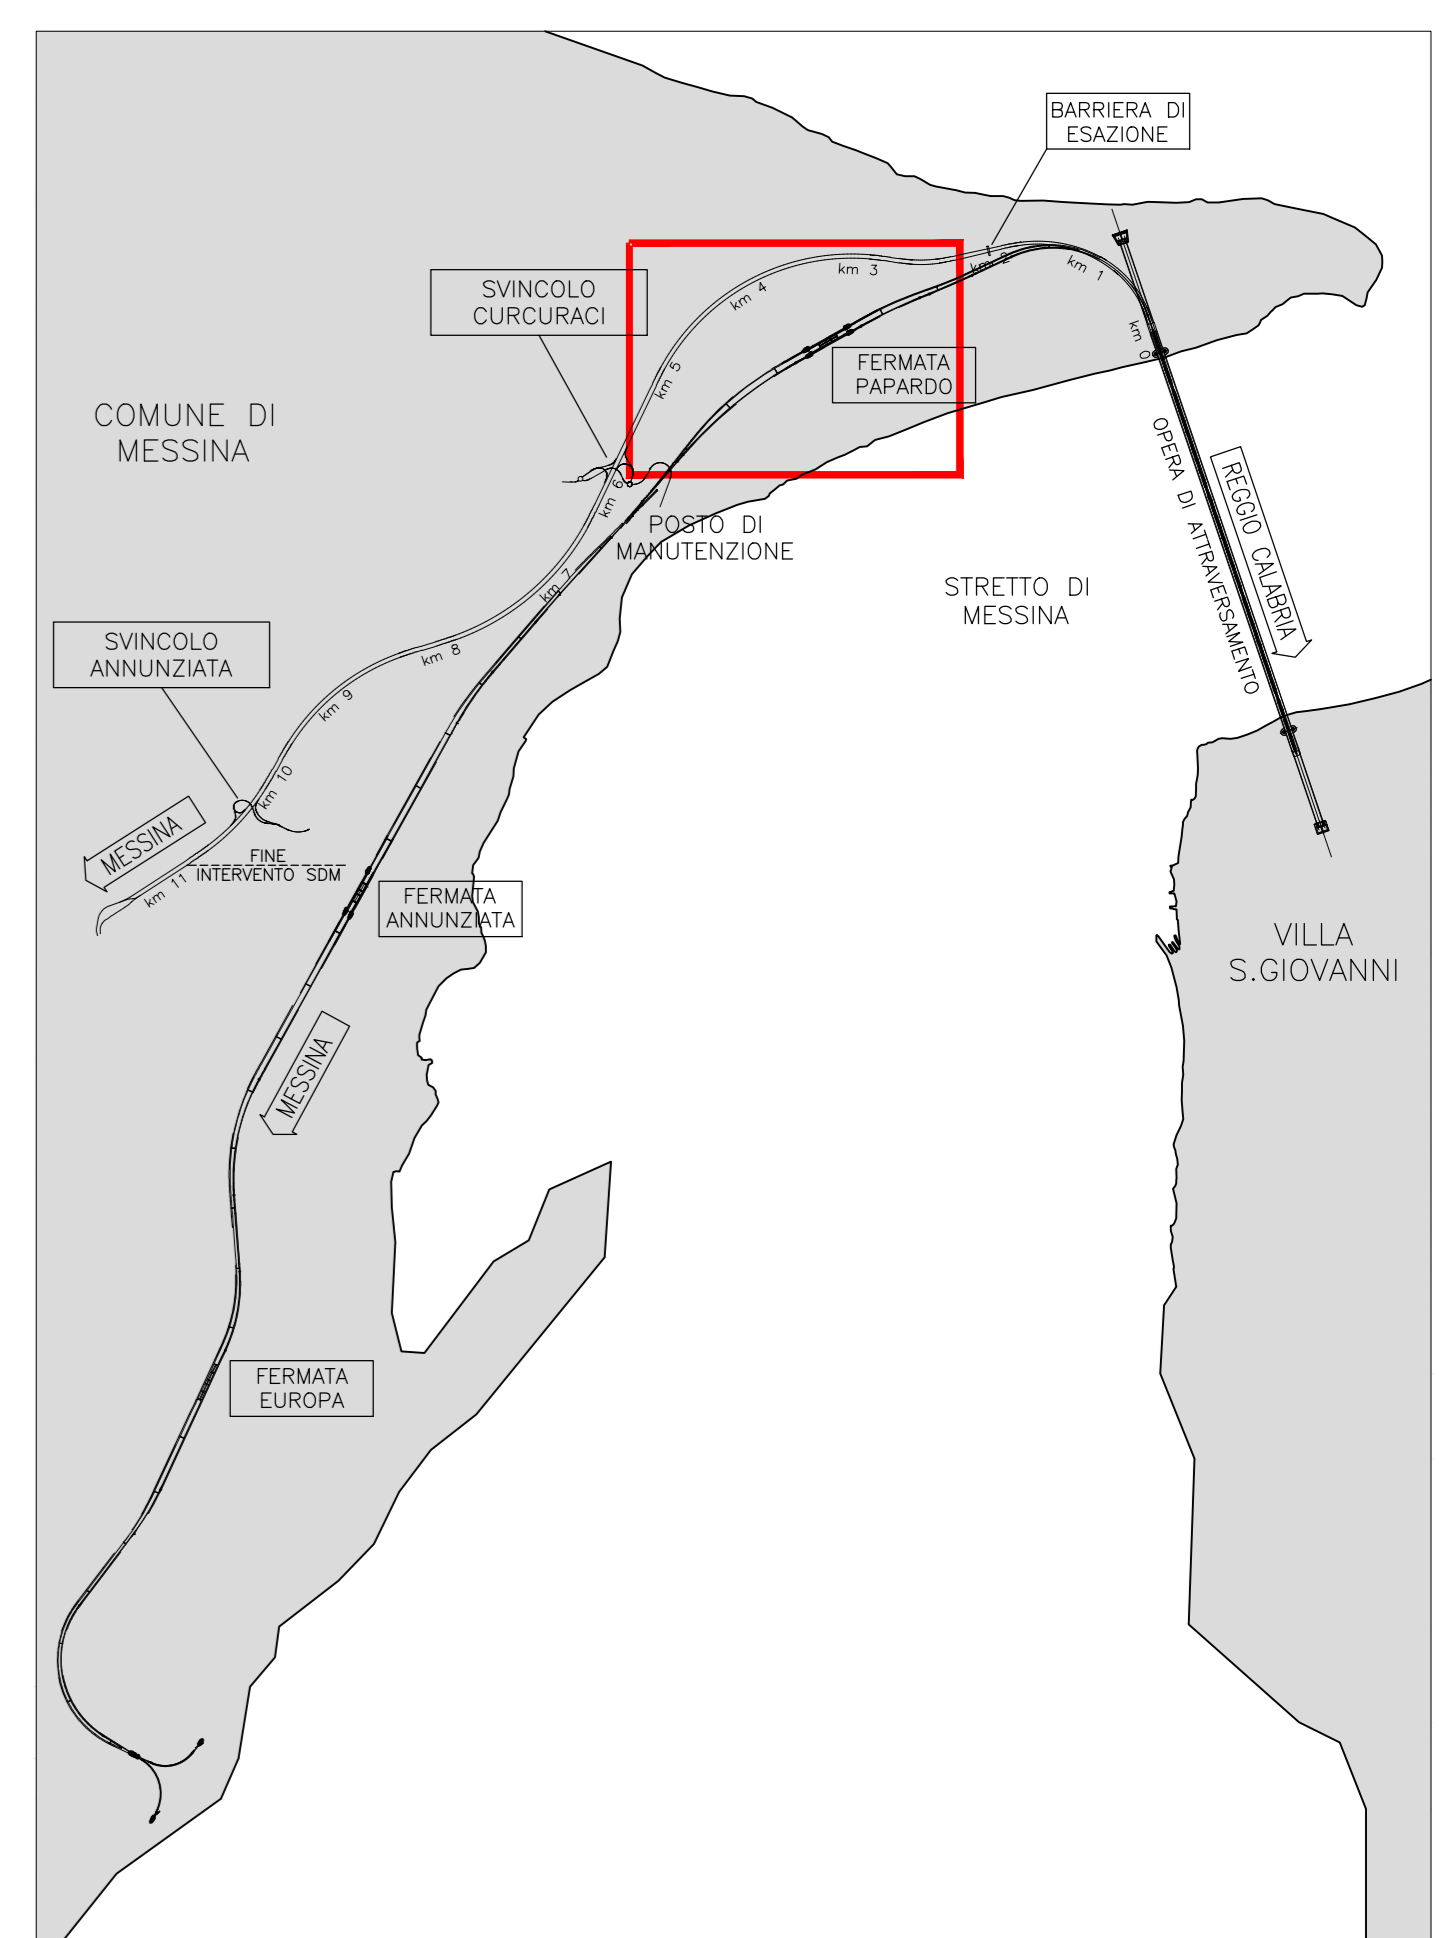 BARRIERA DI
ESAZIONE
SVINCOLO
CURCURACI
km 0
km 1
km 2
km 3
km 4
km 5
km 6
km 7
km 8
km 9
km 10
km 11
FERMATA
PAPARDO
COMUNE DI
MESSINA
OPERA DI ATTRAVERSAMENTO
REGGIO CALABRIA
POSTO DI
MANUTENZIONE
STRETTO DI
MESSINA
SVINCOLO
ANNUNZIATA
MESSINA
FINE
INTERVENTO SDM
FERMATA
ANNUNZIATA
VILLA
S.GIOVANNI
MESSINA
FERMATA
EUROPA